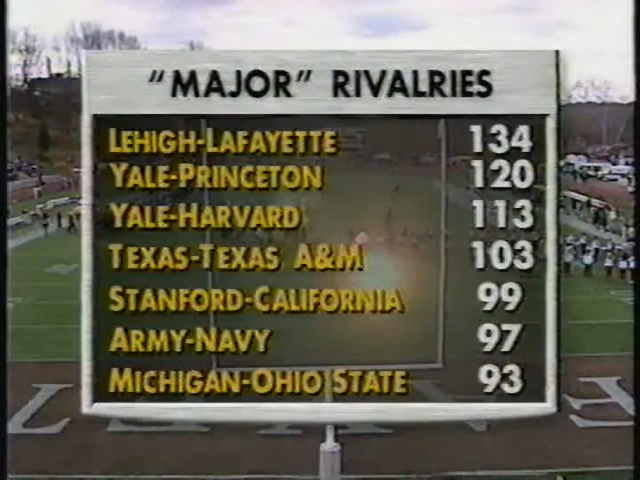 "MAJOR" RIVALRIES
LEHIGH-LAFAYETTE 134
YALE-PRINCETON 120
YALE-HARVARD 113
TEXAS-TEXAS A&M 103
STANFORD-CALIFORNIA 99
ARMY-NAVY 97
MICHIGAN-OHIO STATE 93